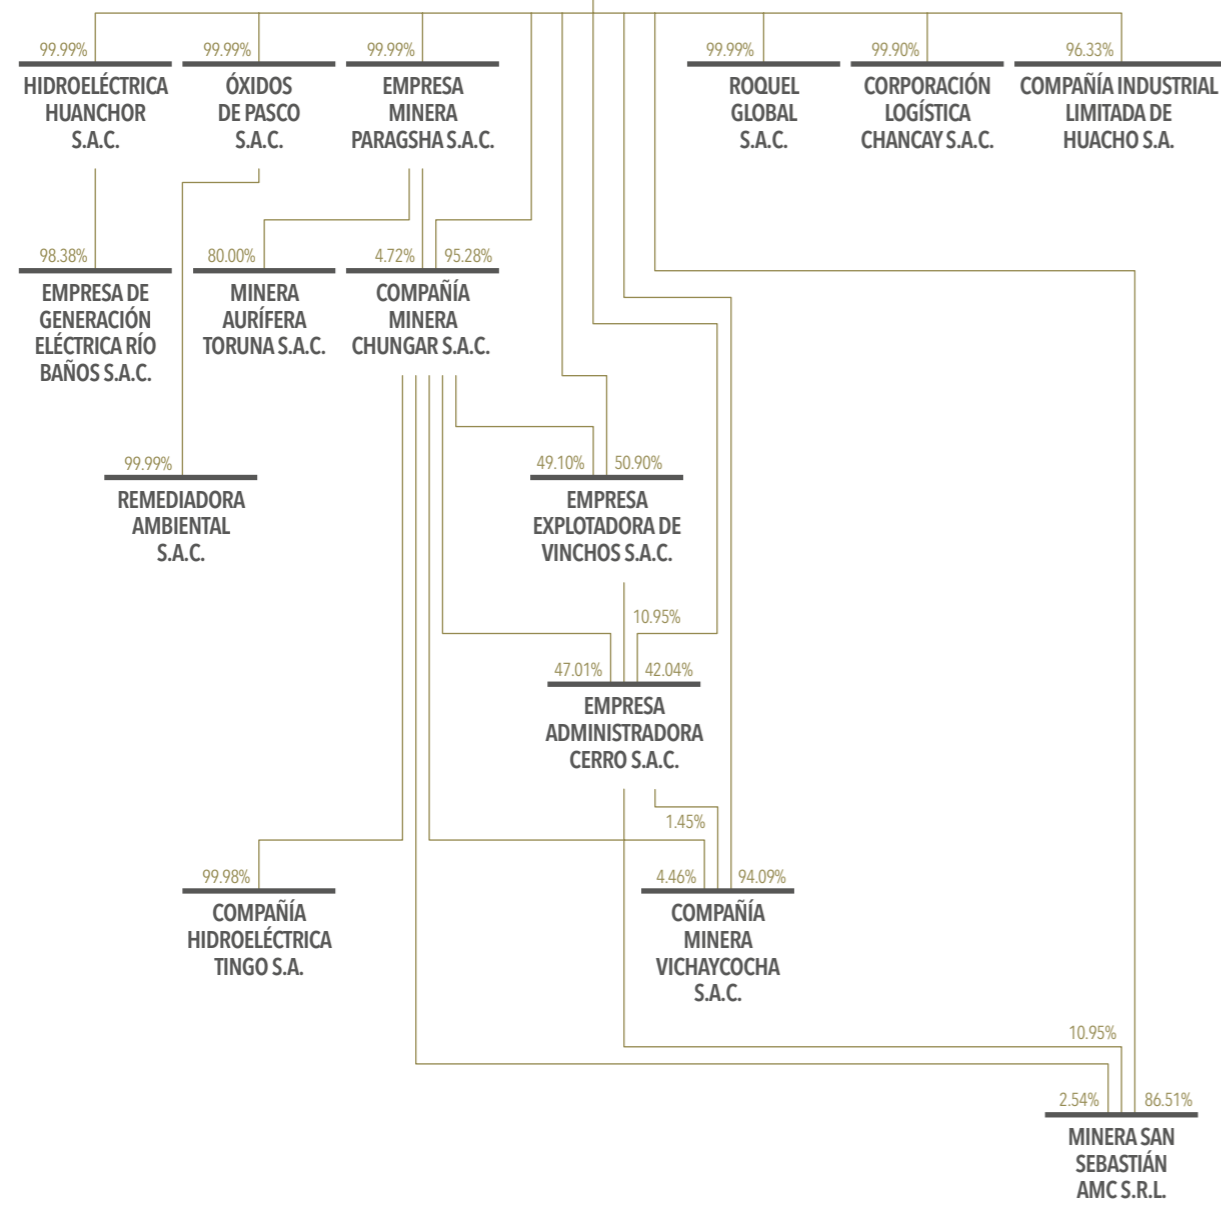 99.99%
HIDROELÉCTRICA
HUANCHOR
S.A.C.
99.99%
ÓXIDOS
DE PASCO
S.A.C.
99.99%
EMPRESA
MINERA
PARAGSHA S.A.C.
99.99%
ROQUEL
GLOBAL
S.A.C.
99.90%
CORPORACIÓN
LOGÍSTICA
CHANCAY S.A.C.
96.33%
COMPAÑÍA INDUSTRIAL
LIMITADA DE
HUACHO S.A.
98.38%
EMPRESA DE
GENERACIÓN
ELÉCTRICA RÍO
BAÑOS S.A.C.
80.00%
MINERA
AURÍFERA
TORUNA S.A.C.
4.72% 95.28%
COMPAÑÍA
MINERA
CHUNGAR S.A.C.
99.99%
REMEDIADORA
AMBIENTAL
S.A.C.
49.10% 50.90%
EMPRESA
EXPLOTADORA DE
VINCHOS S.A.C.
10.95%
47.01% 42.04%
EMPRESA
ADMINISTRADORA
CERRO S.A.C.
1.45%
99.98%
COMPAÑÍA
HIDROELÉCTRICA
TINGO S.A.
4.46% 94.09%
COMPAÑÍA
MINERA
VICHAYCOCHA
S.A.C.
10.95%
2.54% 86.51%
MINERA SAN
SEBASTIÁN
AMC S.R.L.